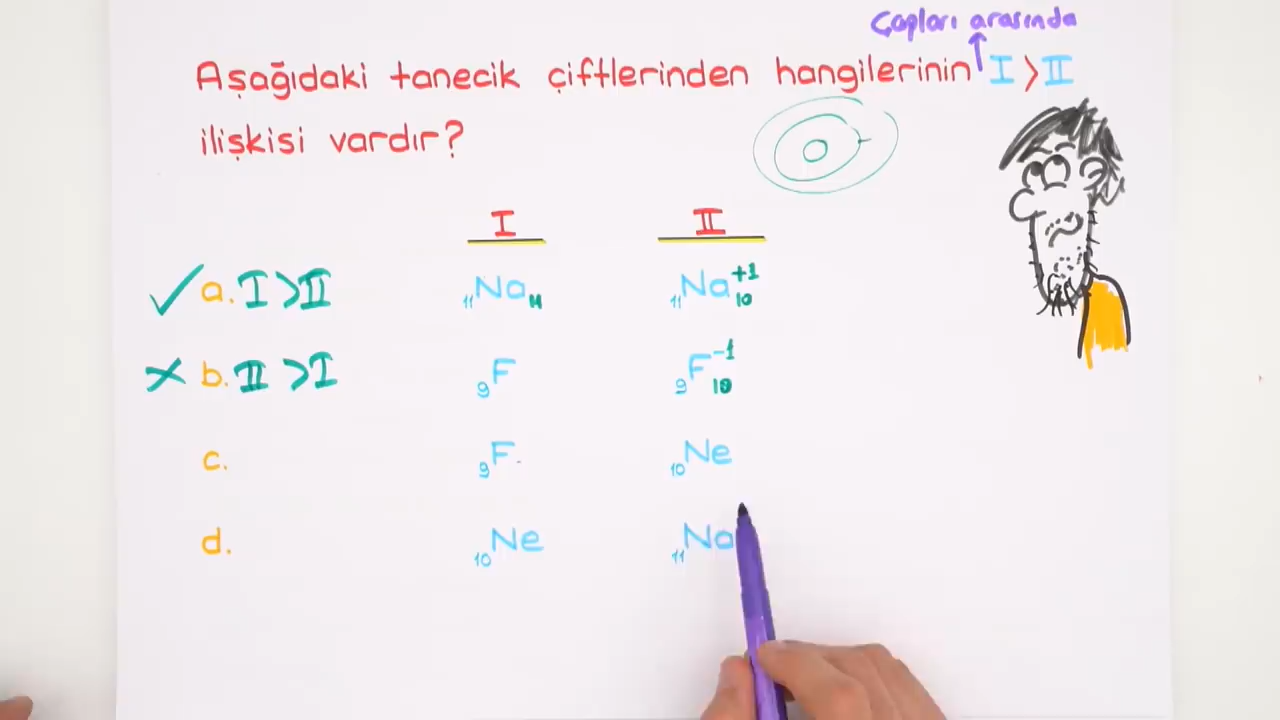 Çapları arasında
Aşağıdaki tanecik çiftlerinden hangilerinin I > II
ilişkisi vardır?
I II
a. I > II 11Na11 11Na+1 10
b. II > I 9F 9F-1 10
c. 9F 10Ne
d. 10Ne 11Na